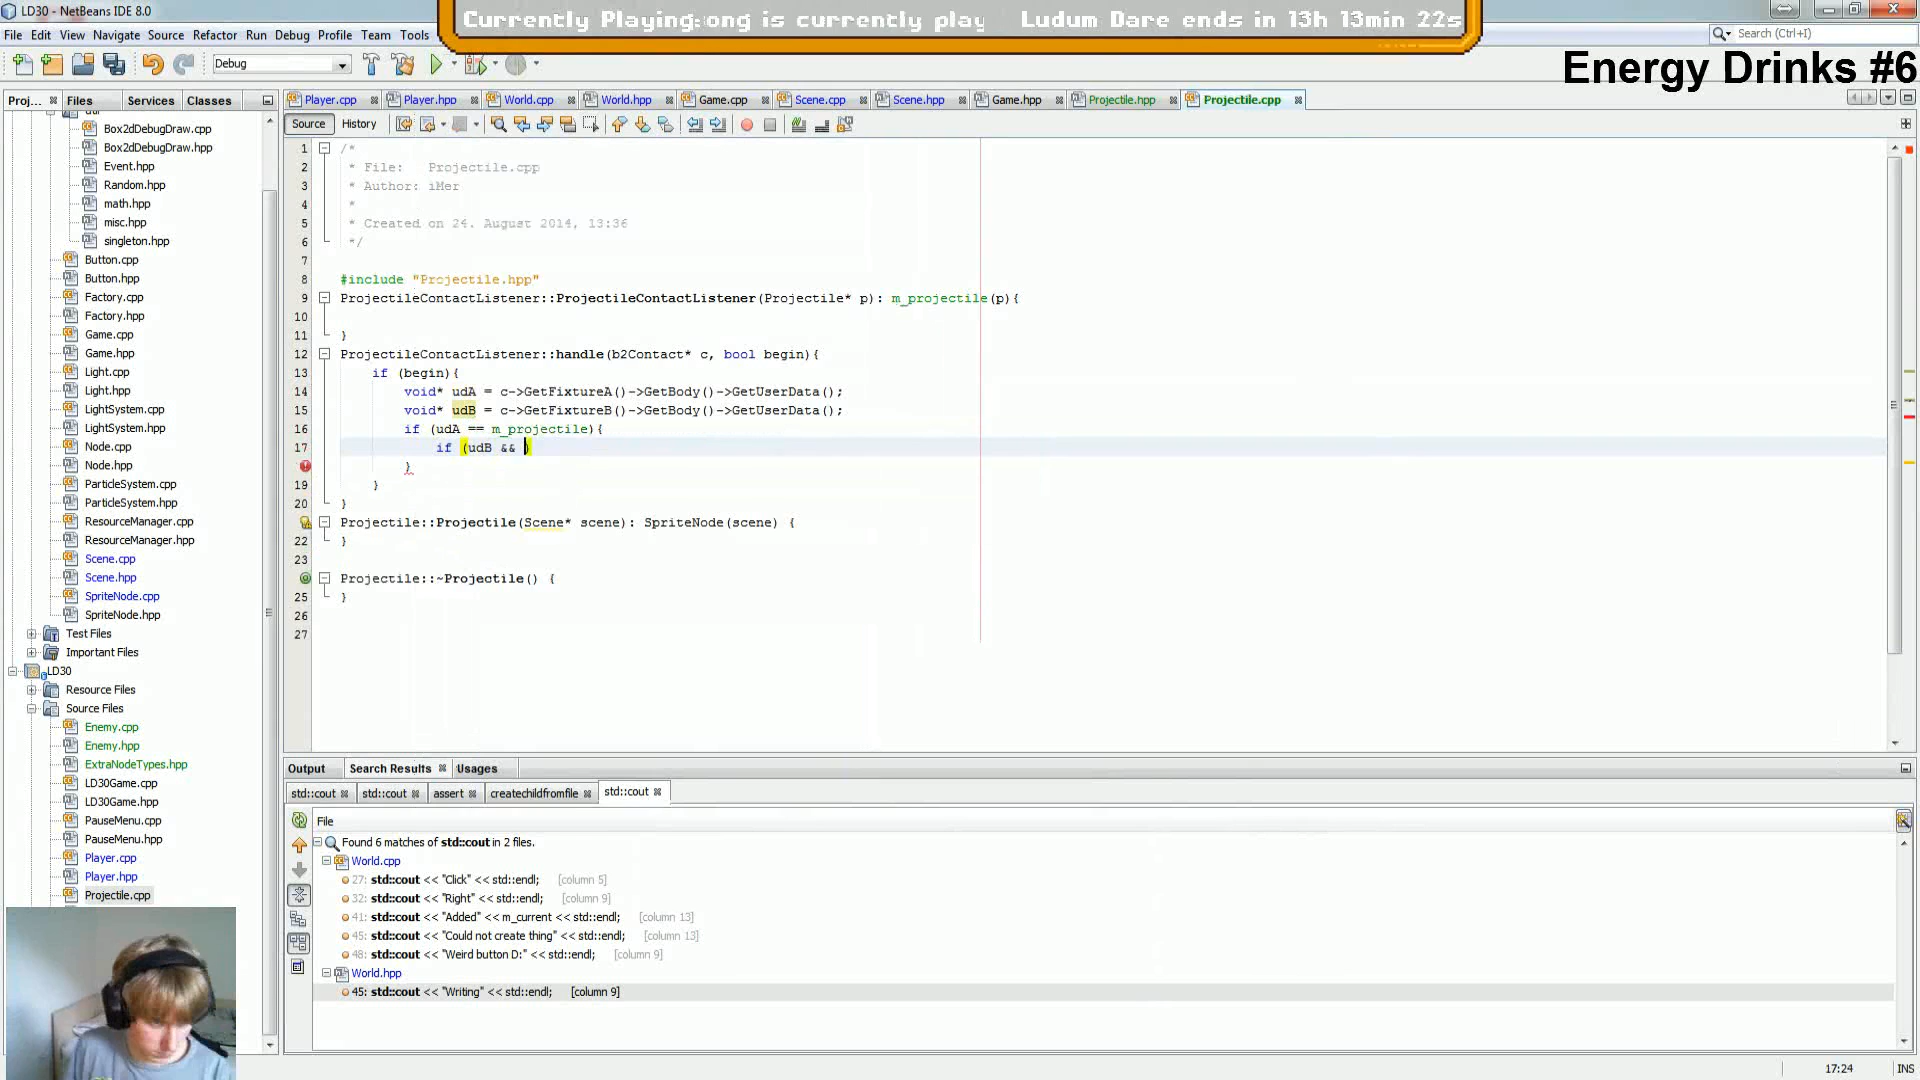 LD30 - NetBeans IDE 8.0
Currently Playing: ong is currently play Ludum Dare ends in 13h 13min 22s
File Edit View Navigate Source Refactor Run Debug Profile Team Tools
Search (Ctrl+I)
Debug
Energy Drinks #6
Proj... Files Services Classes
Player.cpp Player.hpp World.cpp World.hpp Game.cpp Scene.cpp Scene.hpp Game.hpp Projectile.hpp Projectile.cpp
Source History
Box2dDebugDraw.cpp
Box2dDebugDraw.hpp
Event.hpp
Random.hpp
math.hpp
misc.hpp
singleton.hpp
Button.cpp
Button.hpp
Factory.cpp
Factory.hpp
Game.cpp
Game.hpp
Light.cpp
Light.hpp
LightSystem.cpp
LightSystem.hpp
Node.cpp
Node.hpp
ParticleSystem.cpp
ParticleSystem.hpp
ResourceManager.cpp
ResourceManager.hpp
Scene.cpp
Scene.hpp
SpriteNode.cpp
SpriteNode.hpp
Test Files
Important Files
LD30
Resource Files
Source Files
Enemy.cpp
Enemy.hpp
ExtraNodeTypes.hpp
LD30Game.cpp
LD30Game.hpp
PauseMenu.cpp
PauseMenu.hpp
Player.cpp
Player.hpp
Projectile.cpp
1 /*
2 * File: Projectile.cpp
3 * Author: iMer
4 *
5 * Created on 24. August 2014, 13:36
6 */
7
8 #include "Projectile.hpp"
9 ProjectileContactListener::ProjectileContactListener(Projectile* p): m_projectile(p){
10
11 }
12 ProjectileContactListener::handle(b2Contact* c, bool begin){
13 if (begin){
14 void* udA = c->GetFixtureA()->GetBody()->GetUserData();
15 void* udB = c->GetFixtureB()->GetBody()->GetUserData();
16 if (udA == m_projectile){
17 if (udB && )
}
19 }
20 }
Projectile::Projectile(Scene* scene): SpriteNode(scene) {
22 }
23
Projectile::~Projectile() {
25 }
26
27
Output Search Results Usages
std::cout std::cout assert createchildfromfile std::cout
File
Found 6 matches of std::cout in 2 files.
World.cpp
27: std::cout << "Click" << std::endl; [column 5]
32: std::cout << "Right" << std::endl; [column 9]
41: std::cout << "Added" << m_current << std::endl; [column 13]
45: std::cout << "Could not create thing" << std::endl; [column 13]
48: std::cout << "Weird button D:" << std::endl; [column 9]
World.hpp
45: std::cout << "Writing" << std::endl; [column 9]
17:24 INS